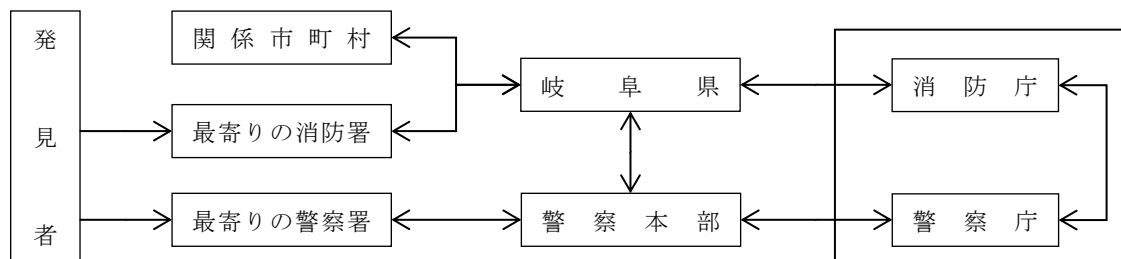 発見者
関係市町村
最寄りの消防署
最寄りの警察署
岐阜県
警察本部
消防庁
警察庁